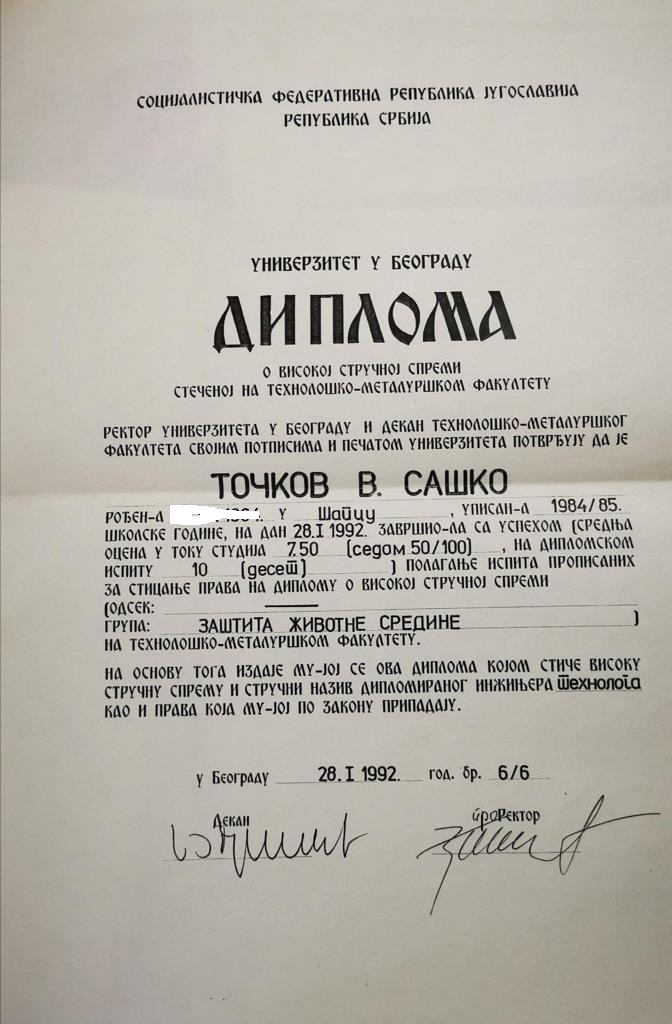 СОЦИЈАЛИСТИЧКА ФЕДЕРАТИВНА РЕПУБЛИКА ЈУГОСЛАВИЈА
РЕПУБЛИКА СРБИЈА
УНИВЕРЗИТЕТ У БЕОГРАДУ
ДИПЛОМА
О ВИСОКОЈ СТРУЧНОЈ СПРЕМИ
СТЕЧЕНОЈ НА ТЕХНОЛОШКО-МЕТАЛУРШКОМ ФАКУЛТЕТУ
РЕКТОР УНИВЕРЗИТЕТА У БЕОГРАДУ И ДЕКАН ТЕХНОЛОШКО-МЕТАЛУРШКОГ
ФАКУЛТЕТА СВОЈИМ ПОТПИСИМА И ПЕЧАТОМ УНИВЕРЗИТЕТА ПОТВРЂУЈУ ДА ЈЕ
ТОЧКОВ В. САШКО
РОЂЕН-А У Шапцу, УПИСАН-А 1984/85.
ШКОЛСКЕ ГОДИНЕ, НА ДАН 28.I 1992. ЗАВРШИО-ЛА СА УСПЕХОМ (СРЕДЊА
ОЦЕНА У ТОКУ СТУДИЈА 7.50 (седам 50/100), НА ДИПЛОМСКОМ
ИСПИТУ 10 (десет) ) ПОЛАГАЊЕ ИСПИТА ПРОПИСАНИХ
ЗА СТИЦАЊЕ ПРАВА НА ДИПЛОМУ О ВИСОКОЈ СТРУЧНОЈ СПРЕМИ
(ОДСЕК: ———
ГРУПА: ЗАШТИТА ЖИВОТНЕ СРЕДИНЕ )
НА ТЕХНОЛОШКО-МЕТАЛУРШКОМ ФАКУЛТЕТУ.
НА ОСНОВУ ТОГА ИЗДАЈЕ МУ-ЈОЈ СЕ ОВА ДИПЛОМА КОЈОМ СТИЧЕ ВИСОКУ
СТРУЧНУ СПРЕМУ И СТРУЧНИ НАЗИВ ДИПЛОМИРАНОГ ИНЖИЊЕРА технолога
КАО И ПРАВА КОЈА МУ-ЈОЈ ПО ЗАКОНУ ПРИПАДАЈУ.
У БЕОГРАДУ 28.I 1992. ГОД. БР. 6/6
ДЕКАН проРЕКТОР